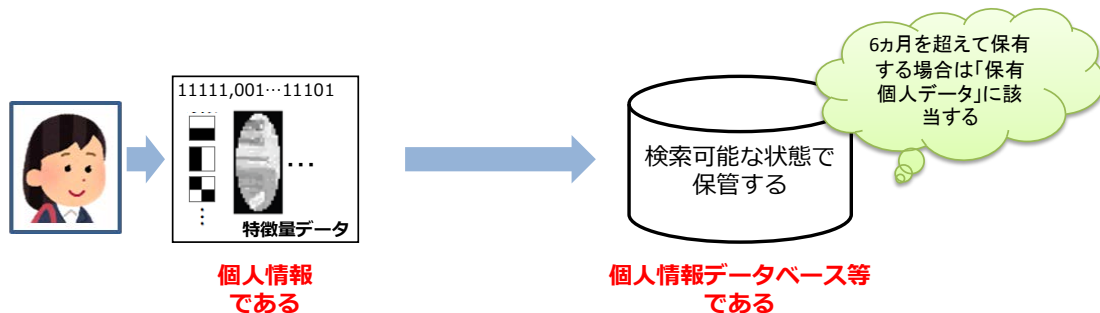 11111,001…11101
…
特徴量データ
個人情報
である
検索可能な状態で
保管する
個人情報データベース等
である
6ヵ月を超えて保有
する場合は「保有
個人データ」に該
当する